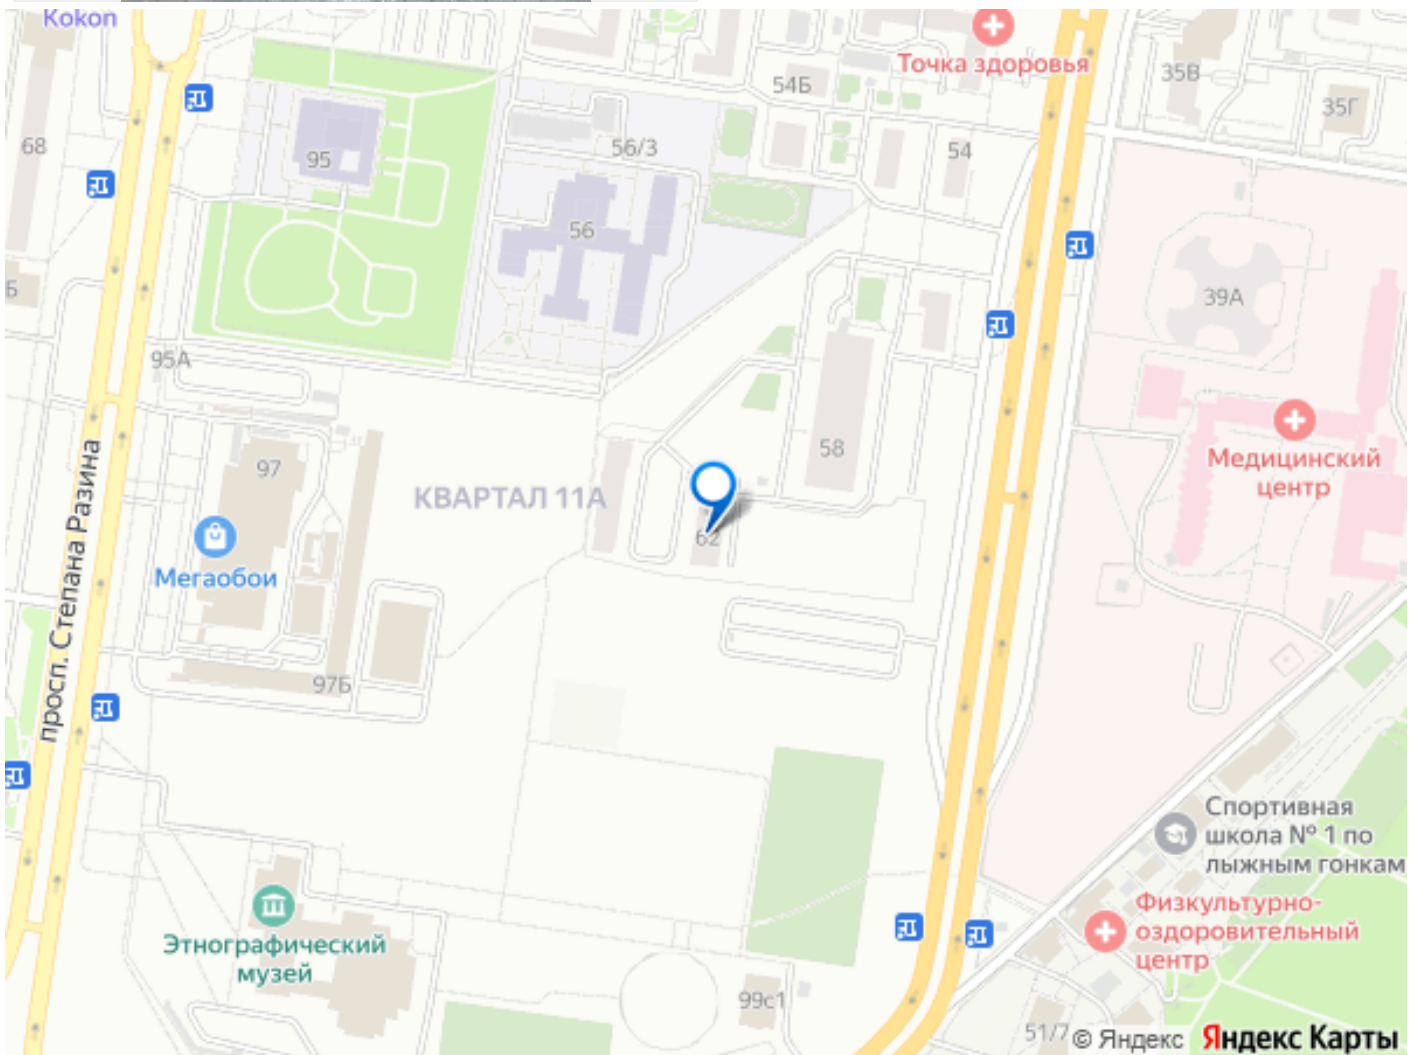 Kokon
Точка здоровья
54Б
35В
35Г
68
95
56/3
54
56
39А
Б
95А
58
Медицинский
центр
97
КВАРТАЛ 11А
62
Мегаобои
просп. Степана Разина
97Б
Спортивная
школа № 1 по
лыжным гонкам
Физкультурно-
оздоровительный
центр
Этнографический
музей
99с1
51/7
© Яндекс Яндекс Карты